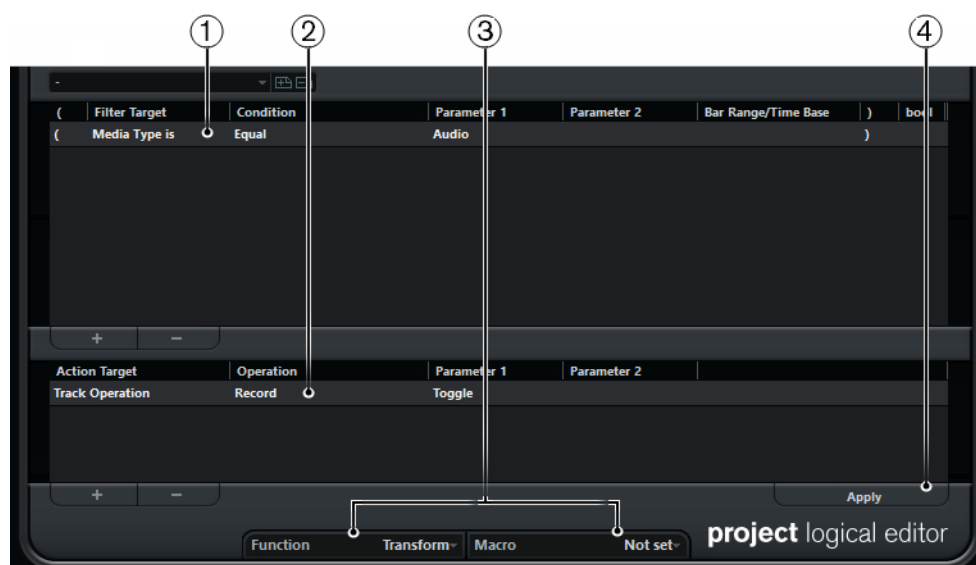 1 2 3 4
-
( Filter Target Condition Parameter 1 Parameter 2 Bar Range/Time Base ) bool
( Media Type is Equal Audio )
+ −
Action Target Operation Parameter 1 Parameter 2
Track Operation Record Toggle
+ −
Apply
Function Transform Macro Not set
project logical editor